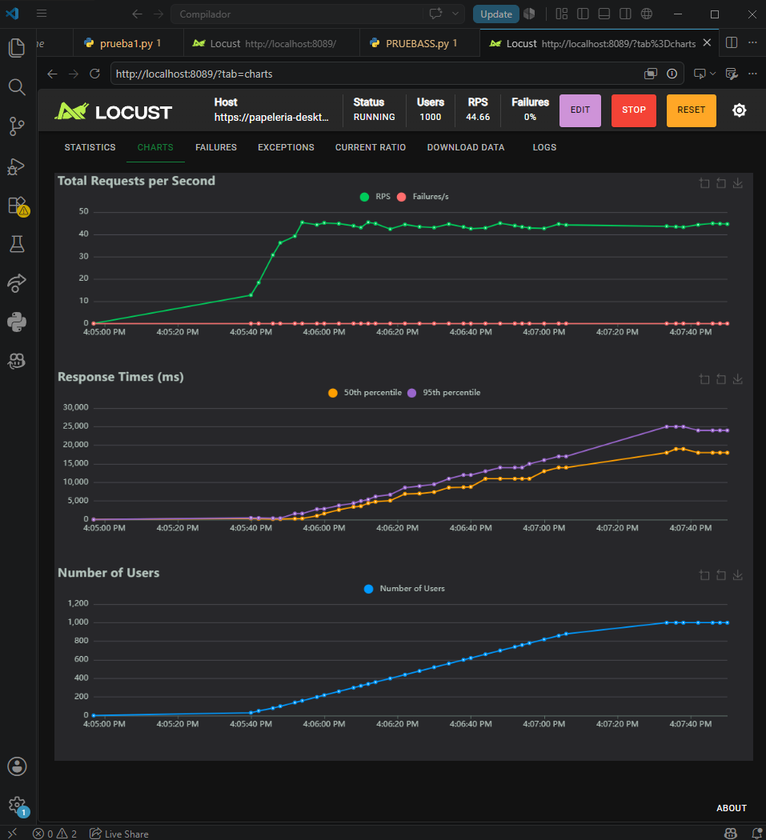 Compilador
Update
ne
prueba1.py 1
Locust http://localhost:8089/
PRUEBASS.py 1
Locust http://localhost:8089/?tab%3Dcharts
http://localhost:8089/?tab=charts
LOCUST
Host
https://papeleria-deskt...
Status
RUNNING
Users
1000
RPS
44.66
Failures
0%
EDIT
STOP
RESET
STATISTICS
CHARTS
FAILURES
EXCEPTIONS
CURRENT RATIO
DOWNLOAD DATA
LOGS
Total Requests per Second
RPS Failures/s
50
40
30
20
10
0
4:05:00 PM 4:05:20 PM 4:05:40 PM 4:06:00 PM 4:06:20 PM 4:06:40 PM 4:07:00 PM 4:07:20 PM 4:07:40 PM
Response Times (ms)
50th percentile 95th percentile
30,000
25,000
20,000
15,000
10,000
5,000
0
4:05:00 PM 4:05:20 PM 4:05:40 PM 4:06:00 PM 4:06:20 PM 4:06:40 PM 4:07:00 PM 4:07:20 PM 4:07:40 PM
Number of Users
Number of Users
1,200
1,000
800
600
400
200
0
4:05:00 PM 4:05:20 PM 4:05:40 PM 4:06:00 PM 4:06:20 PM 4:06:40 PM 4:07:00 PM 4:07:20 PM 4:07:40 PM
ABOUT
1
0 2 Live Share